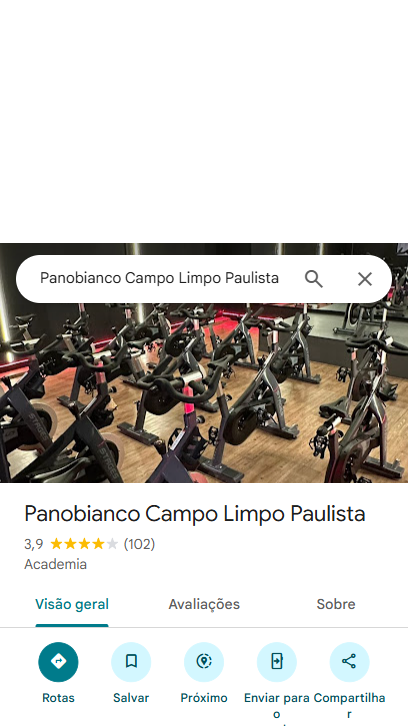 Panobianco Campo Limpo Paulista
Panobianco Campo Limpo Paulista
3,9 (102)
Academia
Visão geral Avaliações Sobre
Rotas Salvar Próximo Enviar para Compartilha
o r